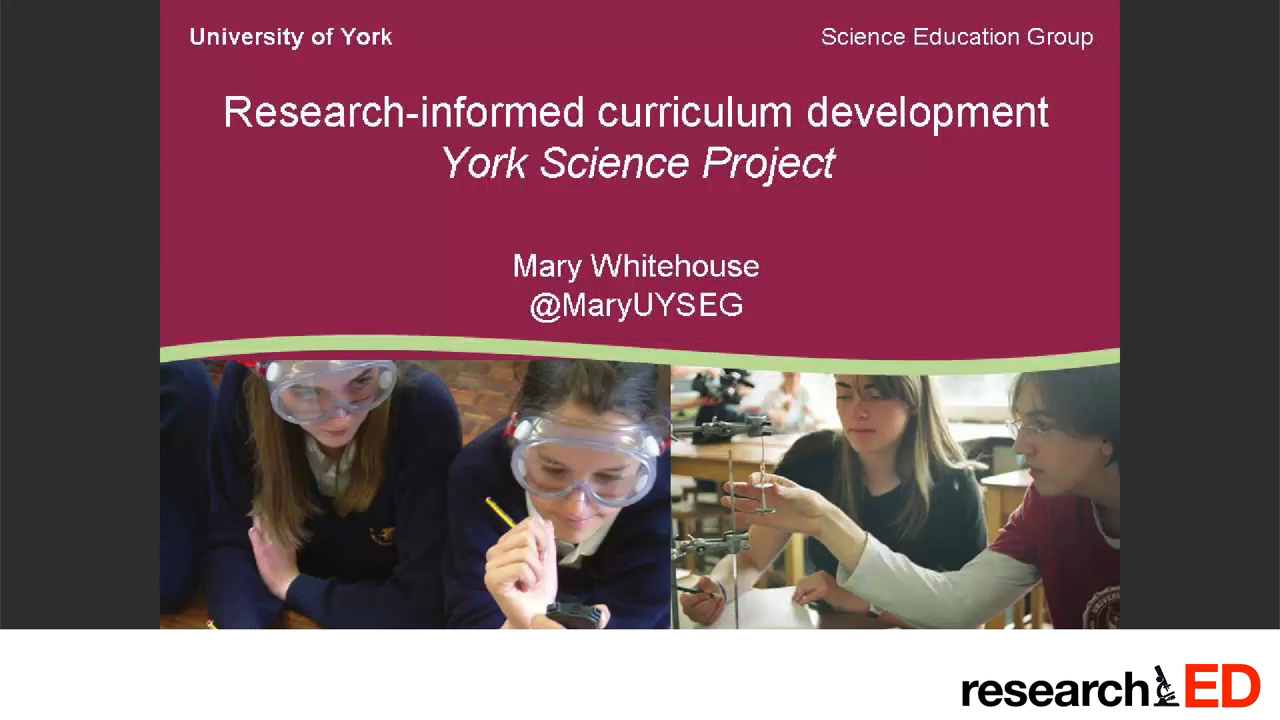 University of York
Science Education Group
Research-informed curriculum development
York Science Project
Mary Whitehouse
@MaryUYSEG
researchED